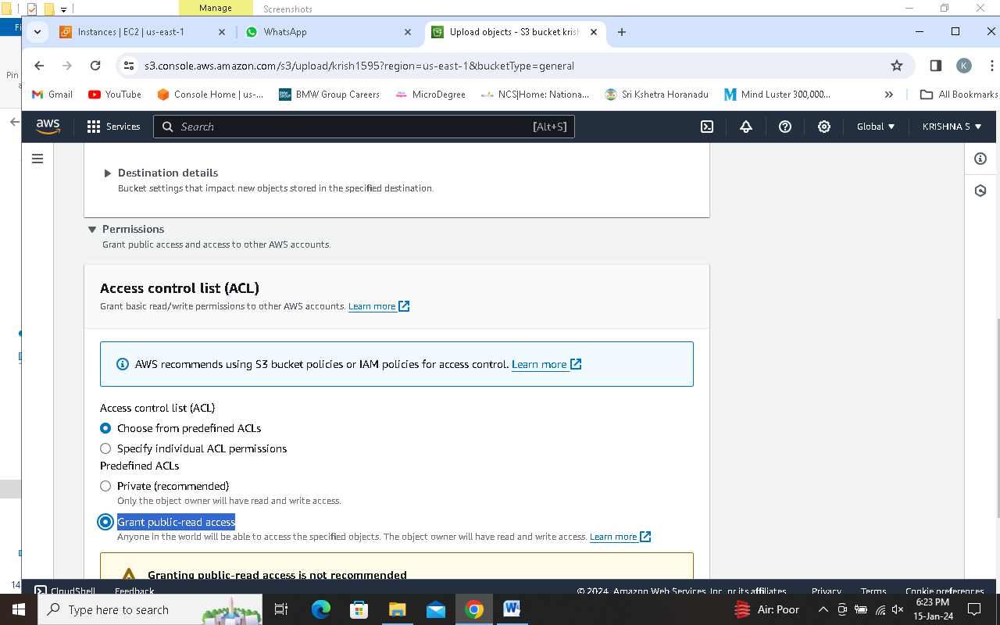 Manage
Screenshots
Fi
Instances | EC2 | us-east-1
WhatsApp
Upload objects - S3 bucket krish
s3.console.aws.amazon.com/s3/upload/krish1595?region=us-east-1&bucketType=general
K
Pin
a
Gmail
YouTube
Console Home | us-...
BMW Group Careers
MicroDegree
NCS|Home: Nationa...
Sri Kshetra Horanadu
Mind Luster 300,000...
»
All Bookmarks
aws
Services
Search
[Alt+S]
Global
KRISHNA S
Destination details
Bucket settings that impact new objects stored in the specified destination.
Permissions
Grant public access and access to other AWS accounts.
Access control list (ACL)
Grant basic read/write permissions to other AWS accounts. Learn more
AWS recommends using S3 bucket policies or IAM policies for access control. Learn more
Access control list (ACL)
Choose from predefined ACLs
Specify individual ACL permissions
Predefined ACLs
Private (recommended)
Only the object owner will have read and write access.
Grant public-read access
Anyone in the world will be able to access the specified objects. The object owner will have read and write access. Learn more
Granting public-read access is not recommended
14
CloudShell
Feedback
© 2024, Amazon Web Services, Inc. or its affiliates.
Privacy
Terms
Cookie preferences
Type here to search
Air: Poor
6:23 PM
15-Jan-24